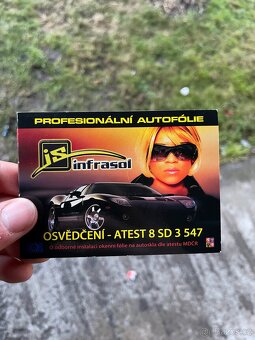 PROFESIONÁLNÍ AUTOFÓLIE
js
infrasol
OSVĚDČENÍ - ATEST 8 SD 3 547
O odborné instalaci okenní fólie na autoskla dle atestu MDČR